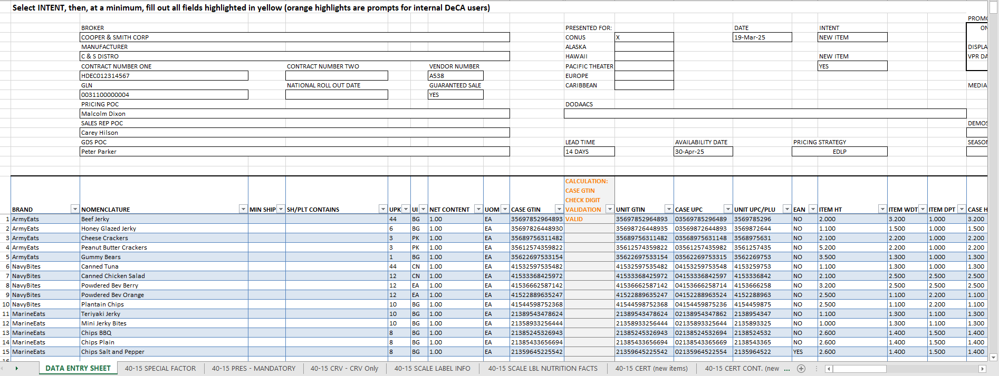 Select INTENT, then, at a minimum, fill out all fields highlighted in yellow (orange highlights are prompts for internal DeCA users)
PROMO
BROKER PRESENTED FOR: DATE INTENT ON
COOPER & SMITH CORP CONUS X 19-Mar-25 NEW ITEM
MANUFACTURER ALASKA DISPLA
C & S DISTRO HAWAII NEW ITEM VPR DA
CONTRACT NUMBER ONE CONTRACT NUMBER TWO VENDOR NUMBER PACIFIC THEATER YES
HDEC012314567 A538 EUROPE
GLN NATIONAL ROLL OUT DATE GUARANTEED SALE CARIBBEAN MEDIA
0031100000004 YES
PRICING POC DODAACS
Malcolm Dixon
SALES REP POC DEMOS
Carey Hilson
GDS POC LEAD TIME AVAILABILITY DATE PRICING STRATEGY SEASON
Peter Parker 14 DAYS 30-Apr-25 EDLP
CALCULATION:
CASE GTIN
CHECK DIGIT
BRAND NOMENCLATURE MIN SHIP SH/PLT CONTAINS UPK UI NET CONTENT UOM CASE GTIN VALIDATION UNIT GTIN CASE UPC UNIT UPC/PLU EAN ITEM HT ITEM WDT ITEM DPT CASE H
1 ArmyEats Beef Jerky 44 BG 1.00 EA 35697852964893 VALID 35697852964893 03569785296489 3569785296 NO 2.000 3.200 1.000 3.200
2 ArmyEats Honey Glazed Jerky 6 BG 1.00 EA 35697826448930 35698726448935 03569872644893 3569872644 NO 1.100 1.500 1.000 1.500
3 ArmyEats Cheese Crackers 3 PK 1.00 EA 35689756311482 35689756311482 03568975631148 3568975631 NO 2.100 2.200 1.000 2.200
4 ArmyEats Peanut Butter Crackers 3 PK 1.00 EA 35612574359822 35612574359822 03561257435982 3561257435 NO 5.200 2.200 1.000 2.200
5 ArmyEats Gummy Bears 1 BG 1.00 EA 35622697533154 35622697533154 03562269753315 3562269753 NO 3.500 1.300 1.000 1.300
6 NavyBites Canned Tuna 44 CN 1.00 EA 41532597535482 41532597535482 04153259753548 4153259753 NO 1.100 1.300 1.000 1.300
7 NavyBites Canned Chicken Salad 12 CN 1.00 EA 41533368425972 41533368425972 04153336842597 4153336842 NO 2.100 2.500 2.500 2.500
8 NavyBites Powdered Bev Berry 12 EA 1.00 EA 41536662587142 41536662587142 04153666258714 4153666258 NO 3.200 2.500 2.500 2.500
9 NavyBites Powdered Bev Orange 12 EA 1.00 EA 41522889635247 41522889635247 04152288963524 4152288963 NO 2.500 1.100 2.200 1.100
10 NavyBites Plantain Chips 10 BG 1.00 EA 41544598752368 41544598752368 04154459875236 4154459875 NO 2.500 1.100 2.200 1.100
11 MarineEats Teriyaki Jerky 10 BG 1.00 EA 21389543478624 21389543478624 02138954347862 2138954347 NO 1.100 1.300 1.100 1.300
12 MarineEats Mini Jerky Bites 10 BG 1.00 EA 21358933256444 21358933256444 02135893325644 2135893325 NO 1.000 1.300 1.100 1.300
13 MarineEats Chips BBQ 8 BG 1.00 EA 21385245326943 21385245326943 02138524532694 2138524532 NO 2.600 1.400 1.500 1.400
14 MarineEats Chips Plain 8 BG 1.00 EA 21385433656694 21385433656694 02138543365669 2138543365 NO 2.600 1.400 1.500 1.400
15 MarineEats Chips Salt and Pepper 8 BG 1.00 EA 21359645225542 21359645225542 02135964522554 2135964522 YES 2.600 1.400 1.500 1.400
DATA ENTRY SHEET 40-15 SPECIAL FACTOR 40-15 PRES - MANDATORY 40-15 CRV - CRV Only 40-15 SCALE LABEL INFO 40-15 SCALE LBL NUTRITION FACTS 40-15 CERT (new items) 40-15 CERT CONT. (new ...